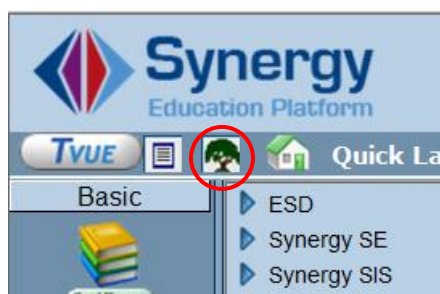 Synergy
Education Platform
TVUE
Quick La
Basic
ESD
Synergy SE
Synergy SIS